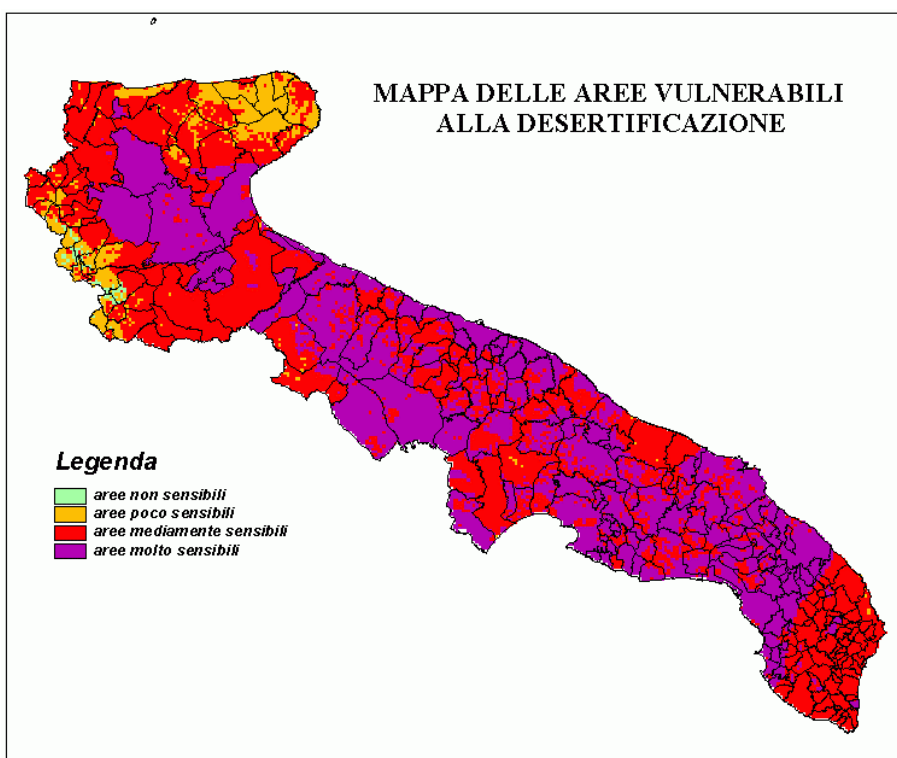 MAPPA DELLE AREE VULNERABILI
ALLA DESERTIFICAZIONE
Legenda
aree non sensibili
aree poco sensibili
aree mediamente sensibili
aree molto sensibili